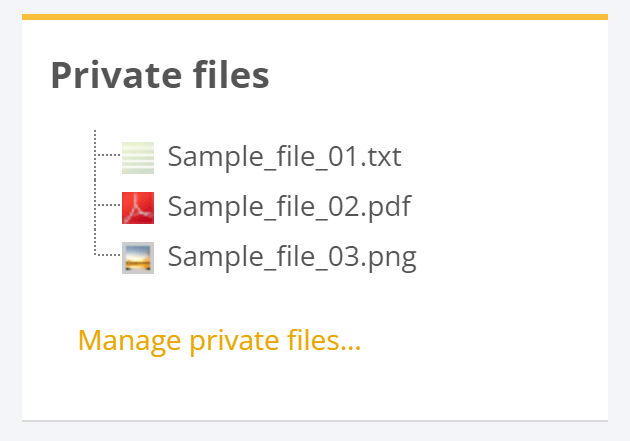 Private files
Sample_file_01.txt
Sample_file_02.pdf
Sample_file_03.png
Manage private files...